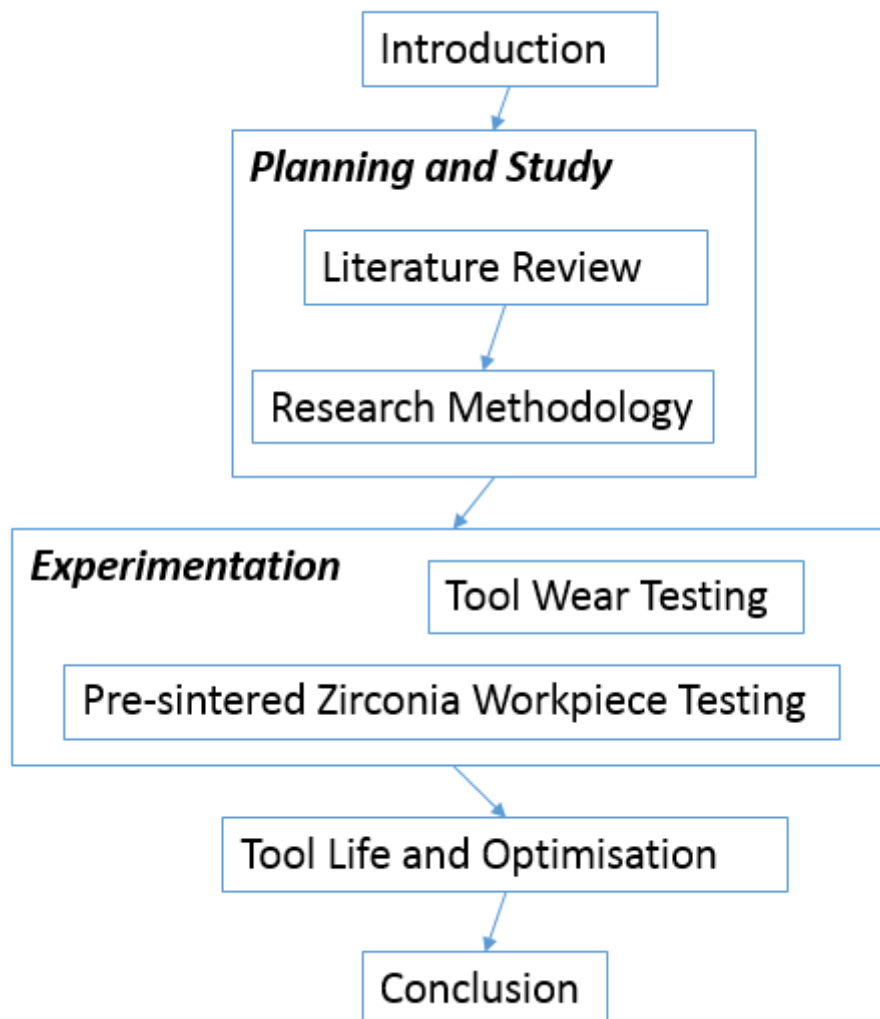 Introduction
Planning and Study
Literature Review
Research Methodology
Experimentation
Tool Wear Testing
Pre-sintered Zirconia Workpiece Testing
Tool Life and Optimisation
Conclusion